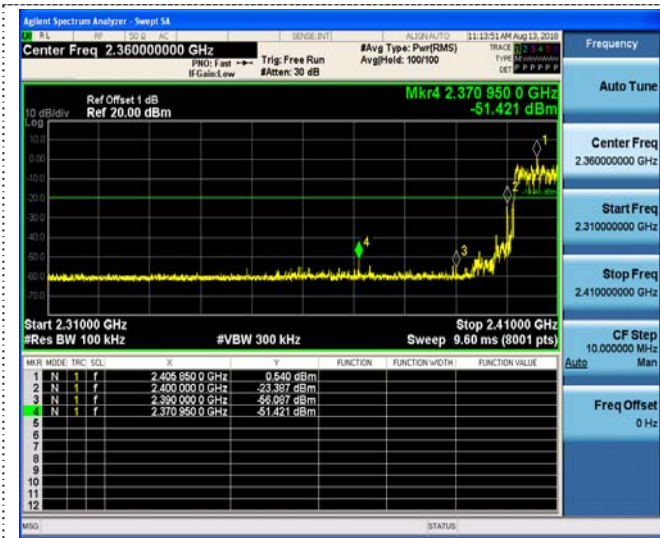 Agilent Spectrum Analyzer - Swept SA
RL RF 50 Ω AC SENSE:INT ALIGN AUTO 11:13:51 AM Aug 13, 2018
Center Freq 2.360000000 GHz
PNO: Fast
IFGain:Low
Trig: Free Run
#Atten: 30 dB
#Avg Type: Pwr(RMS)
Avg|Hold: 100/100
TRACE 1 2 3 4 5 6
TYPE
DET P P P P P P
Frequency
Mkr4 2.370 950 0 GHz
-51.421 dBm
Ref Offset 1 dB
10 dB/div Ref 20.00 dBm
Log
10.0
0.00
-10.0
-20.0
-30.0
-40.0
-50.0
-60.0
-70.0
1
2
3
4
Start 2.31000 GHz
Stop 2.41000 GHz
#Res BW 100 kHz
#VBW 300 kHz
Sweep 9.60 ms (8001 pts)
MKR MODE TRC SCL X Y FUNCTION FUNCTION WIDTH FUNCTION VALUE
1 N 1 f 2.405 850 0 GHz 0.540 dBm
2 N 1 f 2.400 000 0 GHz -23.387 dBm
3 N 1 f 2.390 000 0 GHz -56.087 dBm
4 N 1 f 2.370 950 0 GHz -51.421 dBm
5
6
7
8
9
10
11
12
MSG
STATUS
Auto Tune
Center Freq
2.360000000 GHz
Start Freq
2.310000000 GHz
Stop Freq
2.410000000 GHz
CF Step
10.000000 MHz
Auto Man
Freq Offset
0 Hz